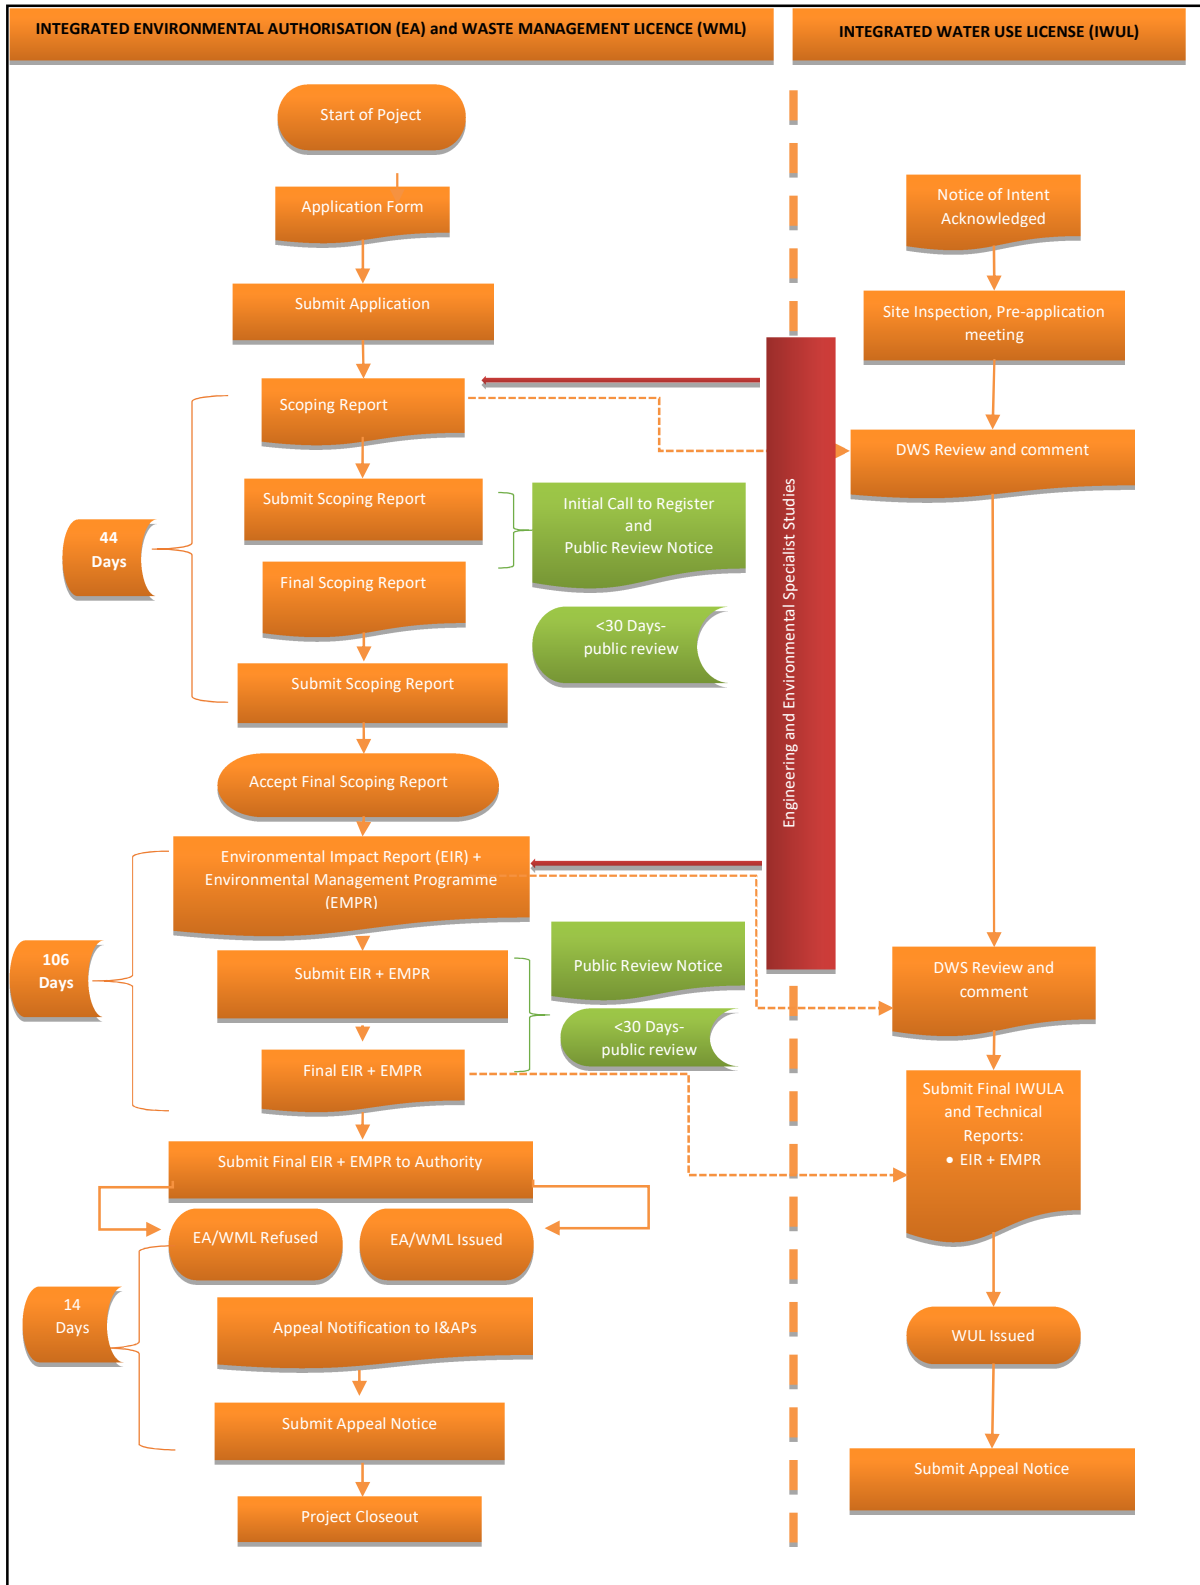 INTEGRATED ENVIRONMENTAL AUTHORISATION (EA) and WASTE MANAGEMENT LICENCE (WML)
Start of Poject
Application Form
Submit Application
Scoping Report
Submit Scoping Report
Initial Call to Register
and
Public Review Notice
44
Days
Final Scoping Report
<30 Days-
public review
Submit Scoping Report
Accept Final Scoping Report
Environmental Impact Report (EIR) +
Environmental Management Programme
(EMPR)
106
Days
Submit EIR + EMPR
Public Review Notice
<30 Days-
public review
Final EIR + EMPR
Submit Final EIR + EMPR to Authority
EA/WML Refused
EA/WML Issued
14
Days
Appeal Notification to I&APs
Submit Appeal Notice
Project Closeout
Engineering and Environmental Specialist Studies
INTEGRATED WATER USE LICENSE (IWUL)
Notice of Intent
Acknowledged
Site Inspection, Pre-application
meeting
DWS Review and comment
DWS Review and
comment
Submit Final IWULA
and Technical
Reports:
• EIR + EMPR
WUL Issued
Submit Appeal Notice